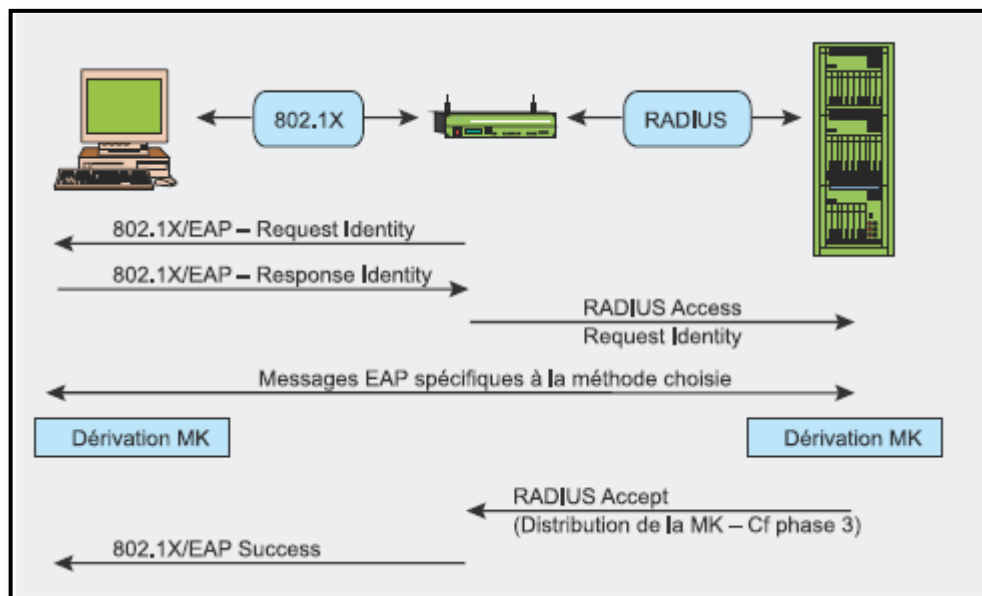 802.1X
RADIUS
802.1X/EAP – Request Identity
802.1X/EAP – Response Identity
RADIUS Access
Request Identity
Messages EAP spécifiques à la méthode choisie
Dérivation MK
Dérivation MK
RADIUS Accept
(Distribution de la MK – Cf phase 3)
802.1X/EAP Success